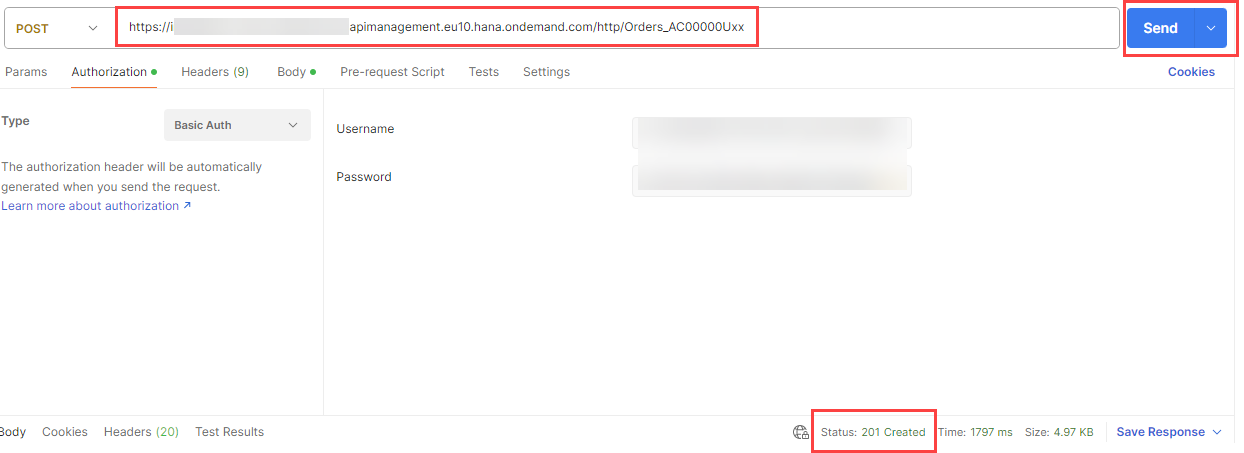 POST https://i apimanagement.eu10.hana.ondemand.com/http/Orders_AC00000Uxx Send
Params Authorization Headers (9) Body Pre-request Script Tests Settings Cookies
Type Basic Auth
The authorization header will be automatically
generated when you send the request.
Learn more about authorization ↗
Username
Password
Body Cookies Headers (20) Test Results Status: 201 Created Time: 1797 ms Size: 4.97 KB Save Response